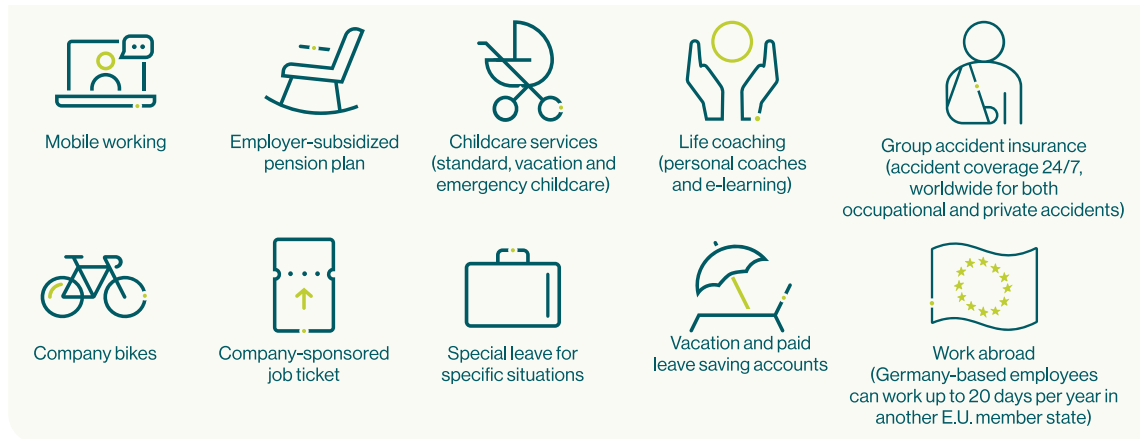 Mobile working
Employer-subsidized
pension plan
Childcare services
(standard, vacation and
emergency childcare)
Life coaching
(personal coaches
and e-learning)
Group accident insurance
(accident coverage 24/7,
worldwide for both
occupational and private accidents)
Company bikes
Company-sponsored
job ticket
Special leave for
specific situations
Vacation and paid
leave saving accounts
Work abroad
(Germany-based employees
can work up to 20 days per year in
another E.U. member state)